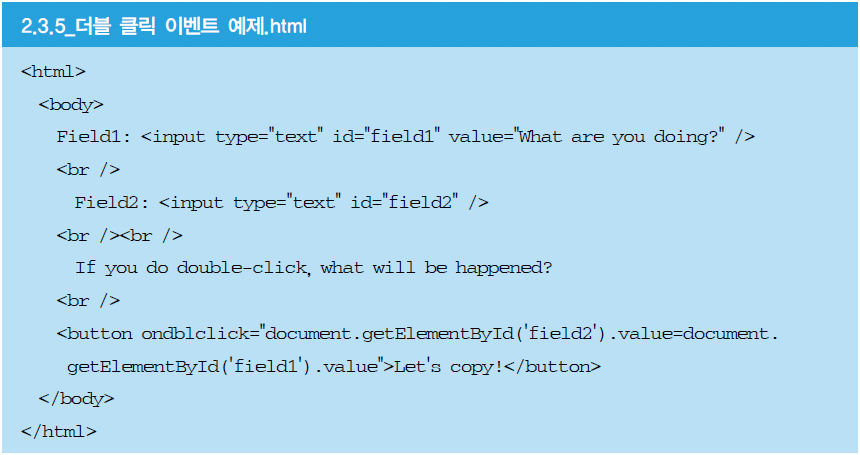 2.3.5_더블 클릭 이벤트 예제.html
<html>
<body>
Field1: <input type="text" id="field1" value="What are you doing?" />
<br />
Field2: <input type="text" id="field2" />
<br /><br />
If you do double-click, what will be happened?
<br />
<button ondblclick="document.getElementById('field2').value=document.
getElementById('field1').value">Let's copy!</button>
</body>
</html>